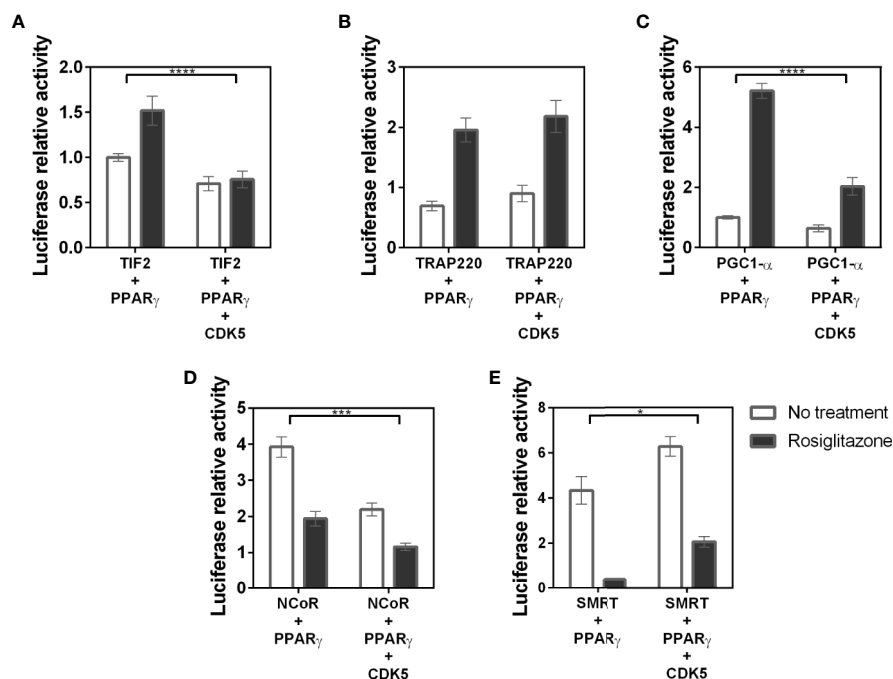 A
Luciferase relative activity
2.0
1.5
1.0
0.5
0.0
****
TIF2
+
PPARγ
TIF2
+
PPARγ
+
CDK5
B
Luciferase relative activity
3
2
1
0
TRAP220
+
PPARγ
TRAP220
+
PPARγ
+
CDK5
C
Luciferase relative activity
6
4
2
0
****
PGC1-α
+
PPARγ
PGC1-α
+
PPARγ
+
CDK5
D
Luciferase relative activity
5
4
3
2
1
0
***
NCoR
+
PPARγ
NCoR
+
PPARγ
+
CDK5
E
Luciferase relative activity
8
6
4
2
0
*
SMRT
+
PPARγ
SMRT
+
PPARγ
+
CDK5
No treatment
Rosiglitazone